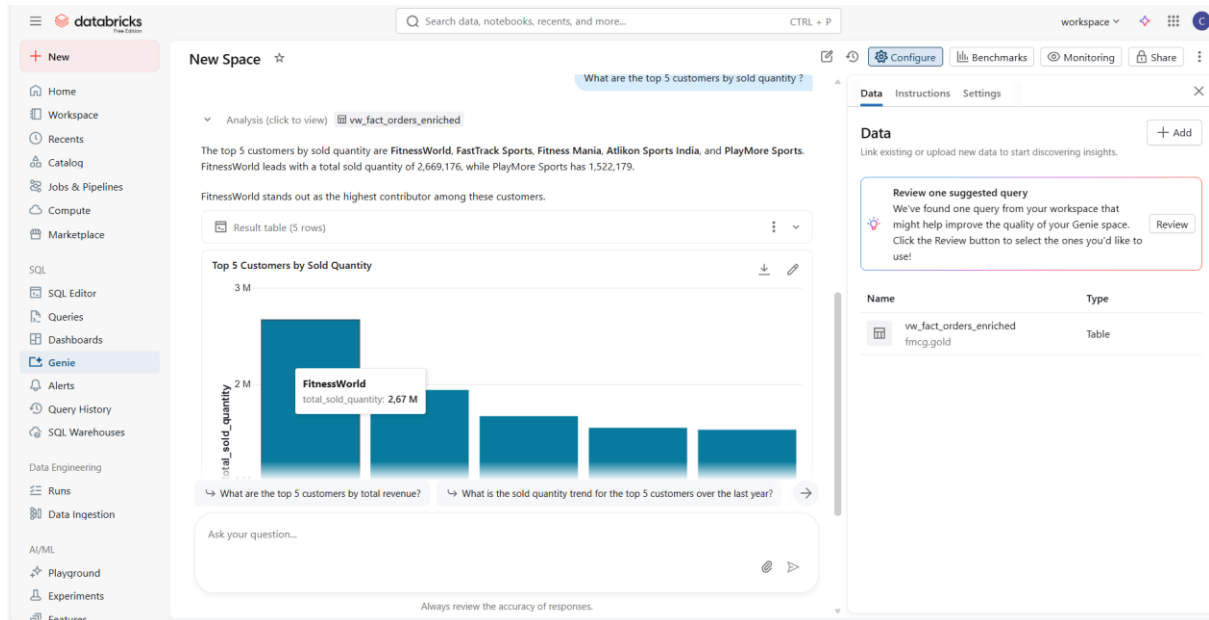 databricks
Free Edition
Search data, notebooks, recents, and more...
CTRL + P
workspace
C
New
Home
Workspace
Recents
Catalog
Jobs & Pipelines
Compute
Marketplace
SQL
SQL Editor
Queries
Dashboards
Genie
Alerts
Query History
SQL Warehouses
Data Engineering
Runs
Data Ingestion
AI/ML
Playground
Experiments
Features
New Space
Configure
Benchmarks
Monitoring
Share
What are the top 5 customers by sold quantity ?
Analysis (click to view) vw_fact_orders_enriched
The top 5 customers by sold quantity are FitnessWorld, FastTrack Sports, Fitness Mania, Atlikon Sports India, and PlayMore Sports.
FitnessWorld leads with a total sold quantity of 2,669,176, while PlayMore Sports has 1,522,179.
FitnessWorld stands out as the highest contributor among these customers.
Result table (5 rows)
Top 5 Customers by Sold Quantity
3 M
2 M
total_sold_quantity
FitnessWorld
total_sold_quantity: 2,67 M
What are the top 5 customers by total revenue?
What is the sold quantity trend for the top 5 customers over the last year?
Ask your question...
Always review the accuracy of responses.
Data Instructions Settings
Data
Add
Link existing or upload new data to start discovering insights.
Review one suggested query
We've found one query from your workspace that
might help improve the quality of your Genie space.
Click the Review button to select the ones you'd like to
use!
Review
Name Type
vw_fact_orders_enriched
fmcg.gold
Table